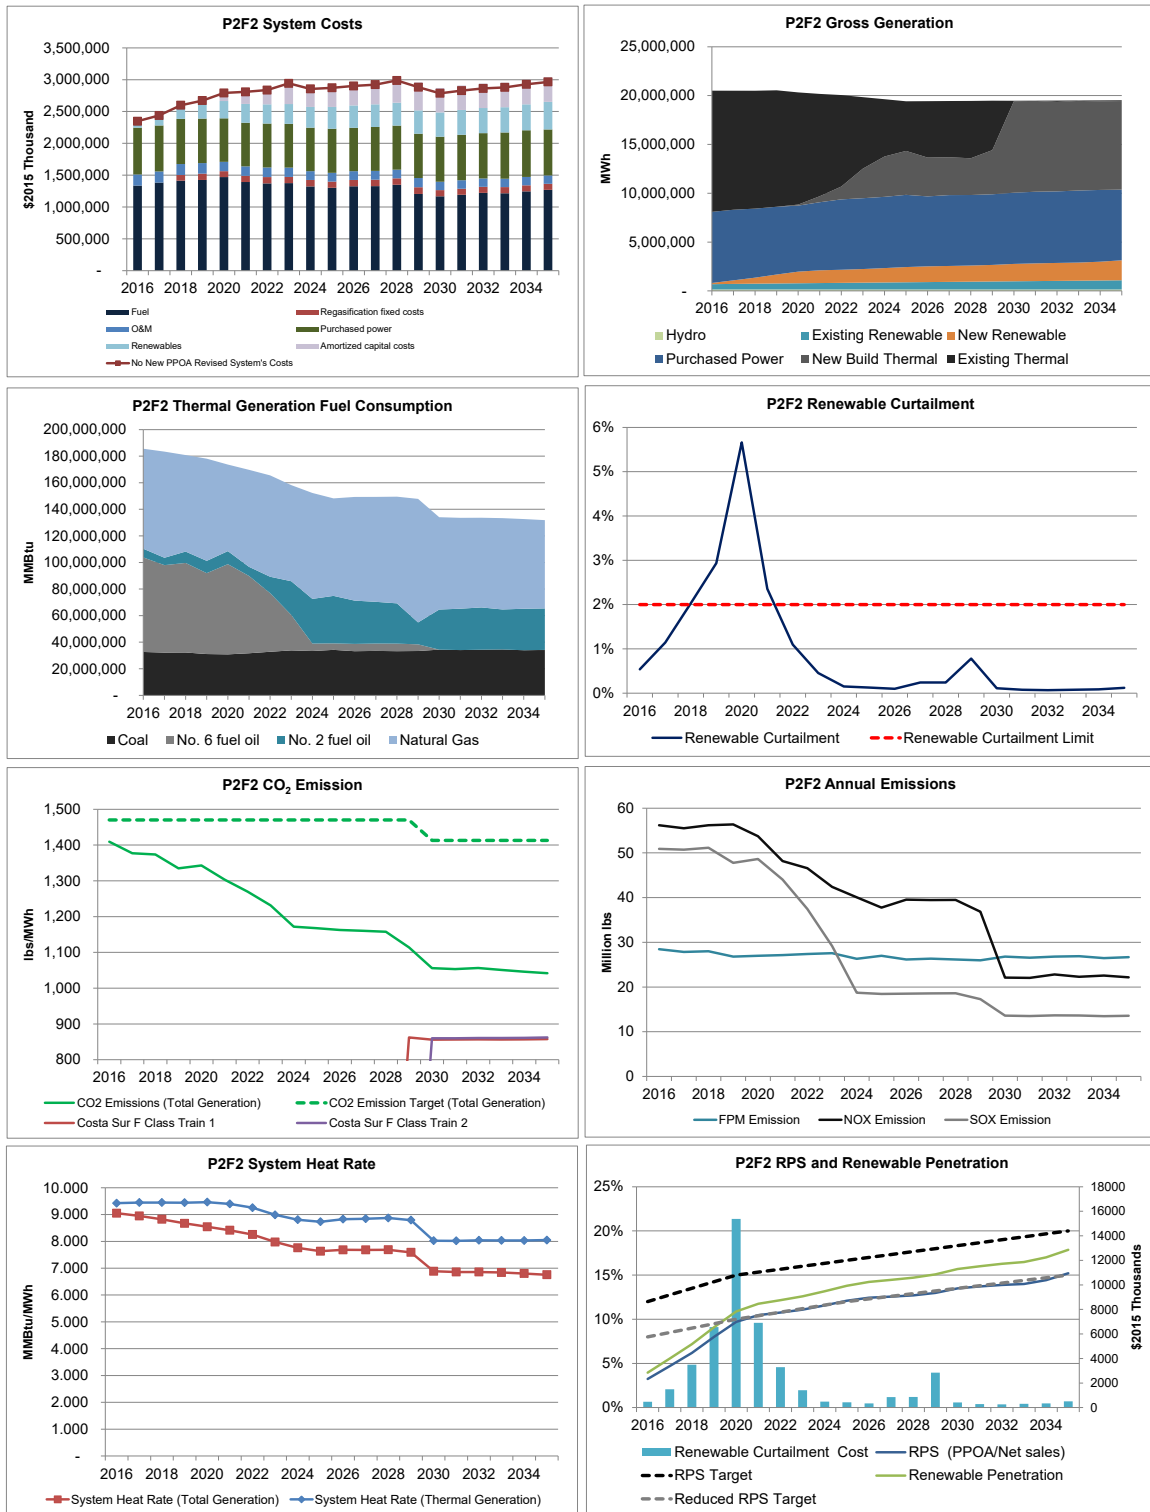 P2F2 System Costs
3,500,000
3,000,000
2,500,000
2,000,000
1,500,000
1,000,000
500,000
-
$2015 Thousand
2016 2018 2020 2022 2024 2026 2028 2030 2032 2034
Fuel
Regasification fixed costs
O&M
Purchased power
Renewables
Amortized capital costs
No New PPOA Revised System's Costs
P2F2 Gross Generation
25,000,000
20,000,000
15,000,000
10,000,000
5,000,000
-
MWh
2016 2018 2020 2022 2024 2026 2028 2030 2032 2034
Hydro
Existing Renewable
New Renewable
Purchased Power
New Build Thermal
Existing Thermal
P2F2 Thermal Generation Fuel Consumption
200,000,000
180,000,000
160,000,000
140,000,000
120,000,000
100,000,000
80,000,000
60,000,000
40,000,000
20,000,000
-
MMBtu
2016 2018 2020 2022 2024 2026 2028 2030 2032 2034
Coal
No. 6 fuel oil
No. 2 fuel oil
Natural Gas
P2F2 Renewable Curtailment
6%
5%
4%
3%
2%
1%
0%
2016 2018 2020 2022 2024 2026 2028 2030 2032 2034
Renewable Curtailment
Renewable Curtailment Limit
P2F2 CO2 Emission
1,500
1,400
1,300
1,200
1,100
1,000
900
800
lbs/MWh
2016 2018 2020 2022 2024 2026 2028 2030 2032 2034
CO2 Emissions (Total Generation)
CO2 Emission Target (Total Generation)
Costa Sur F Class Train 1
Costa Sur F Class Train 2
P2F2 Annual Emissions
60
50
40
30
20
10
0
Million lbs
2016 2018 2020 2022 2024 2026 2028 2030 2032 2034
FPM Emission
NOX Emission
SOX Emission
P2F2 System Heat Rate
10.000
9.000
8.000
7.000
6.000
5.000
4.000
3.000
2.000
1.000
-
MMBtu/MWh
2016 2018 2020 2022 2024 2026 2028 2030 2032 2034
System Heat Rate (Total Generation)
System Heat Rate (Thermal Generation)
P2F2 RPS and Renewable Penetration
25%
20%
15%
10%
5%
0%
18000
16000
14000
12000
10000
8000
6000
4000
2000
0
$2015 Thousands
2016 2018 2020 2022 2024 2026 2028 2030 2032 2034
Renewable Curtailment Cost
RPS (PPOA/Net sales)
RPS Target
Renewable Penetration
Reduced RPS Target